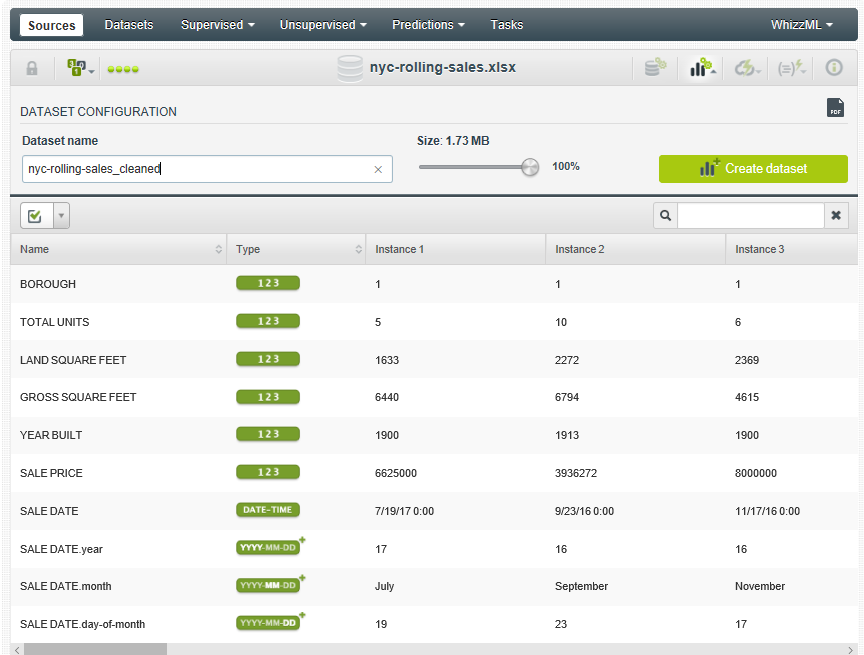 Sources Datasets Supervised Unsupervised Predictions Tasks WhizzML
nyc-rolling-sales.xlsx
DATASET CONFIGURATION
PDF
Dataset name Size: 1.73 MB
nyc-rolling-sales_cleaned × 100% Create dataset
Name Type Instance 1 Instance 2 Instance 3
BOROUGH 123 1 1 1
TOTAL UNITS 123 5 10 6
LAND SQUARE FEET 123 1633 2272 2369
GROSS SQUARE FEET 123 6440 6794 4615
YEAR BUILT 123 1900 1913 1900
SALE PRICE 123 6625000 3936272 8000000
SALE DATE DATE-TIME 7/19/17 0:00 9/23/16 0:00 11/17/16 0:00
SALE DATE.year YYYY-MM-DD 17 16 16
SALE DATE.month YYYY-MM-DD July September November
SALE DATE.day-of-month YYYY-MM-DD 19 23 17